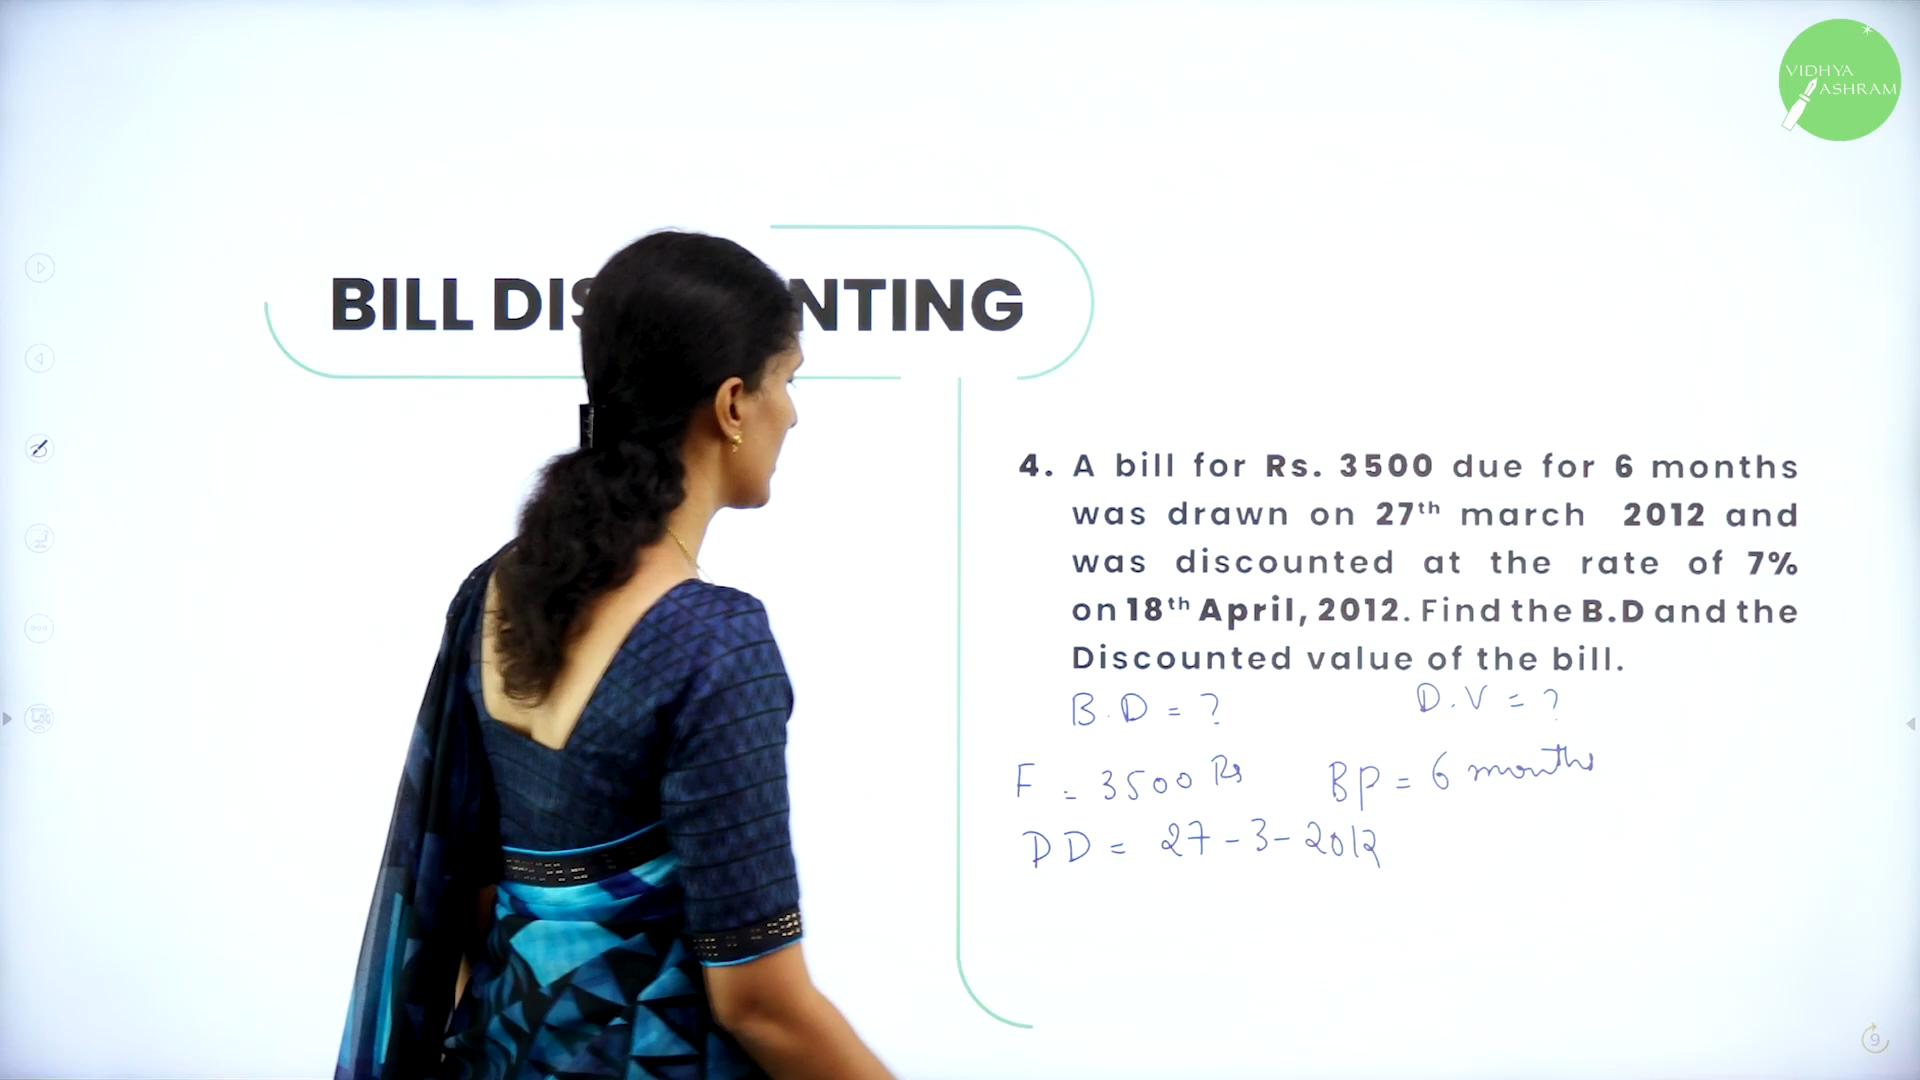 VIDHYA
ASHRAM
BILL DIS NTING
4. A bill for Rs. 3500 due for 6 months
was drawn on 27th march 2012 and
was discounted at the rate of 7%
on 18th April, 2012. Find the B.D and the
Discounted value of the bill.
B.D = ? D.V = ?
F = 3500 Rs BP = 6 months
DD = 27-3-2012
9